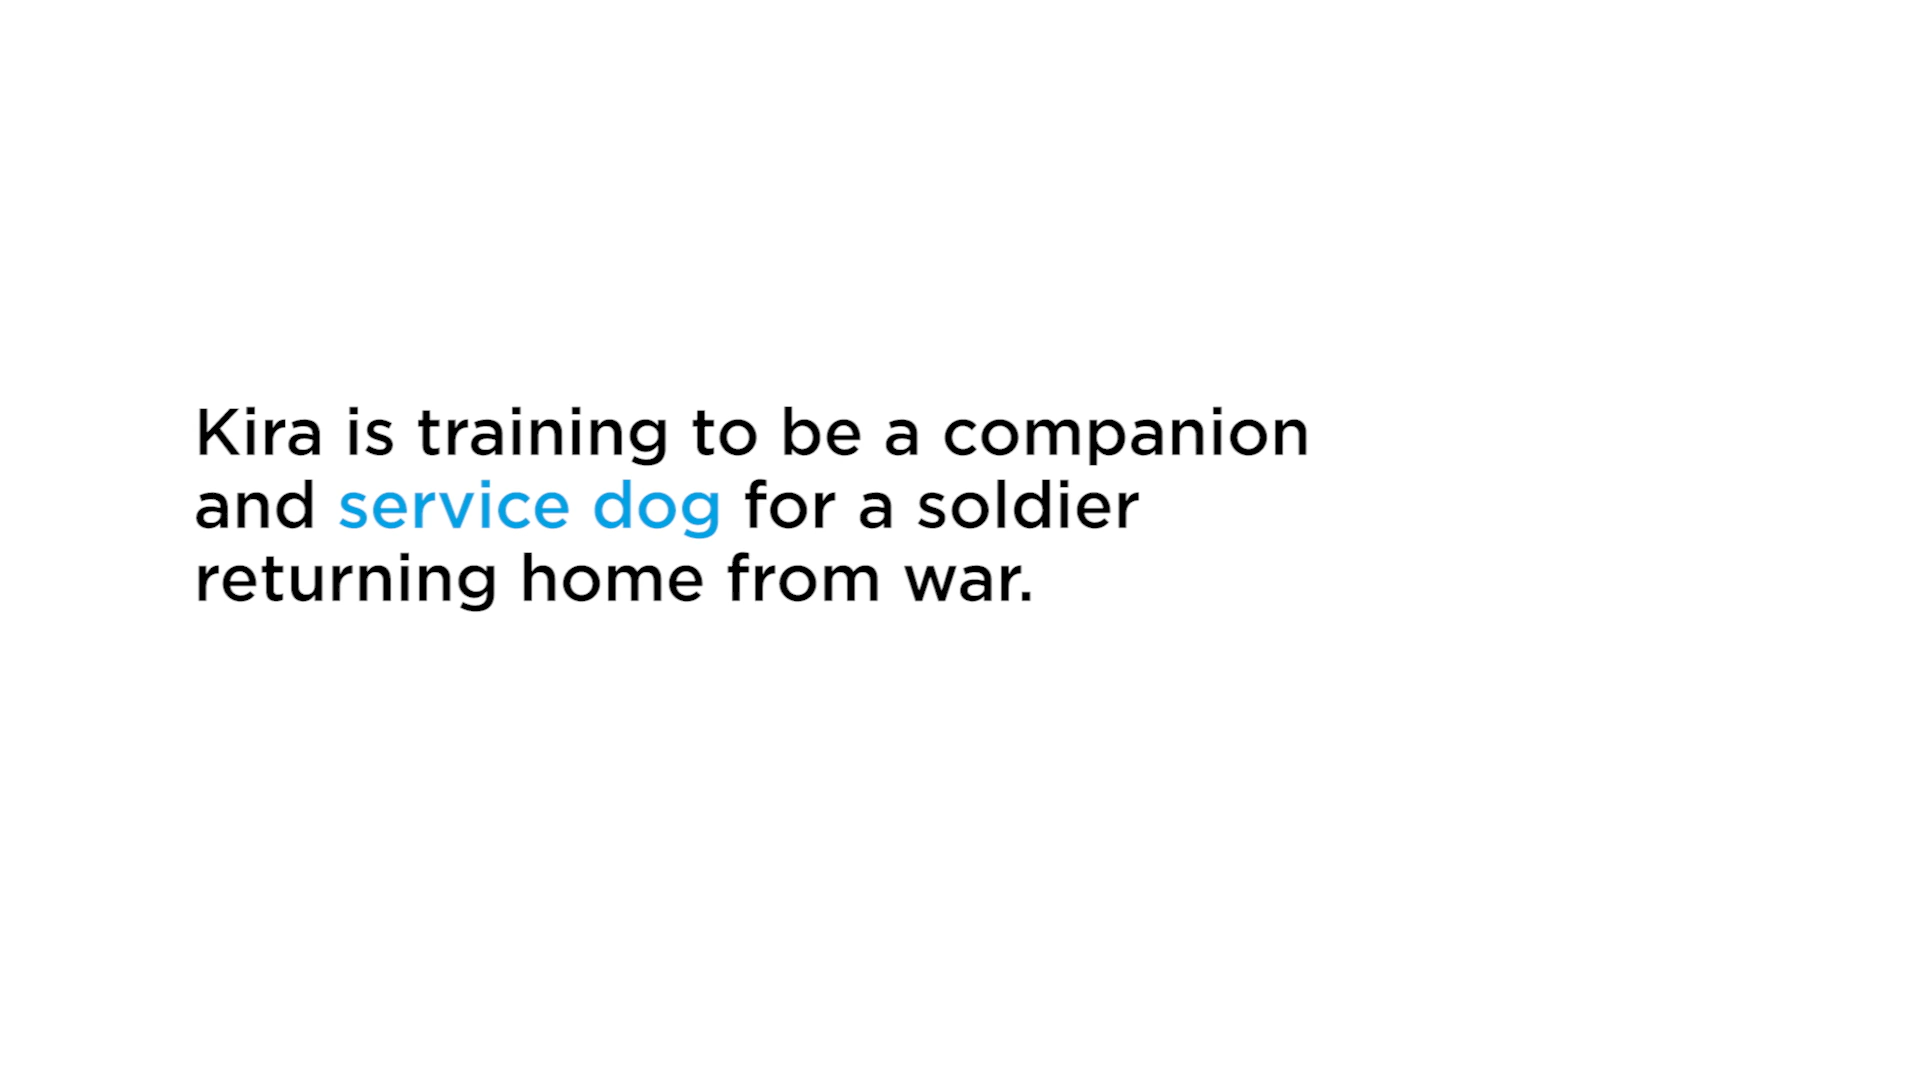 Kira is training to be a companion
and service dog for a soldier
returning home from war.